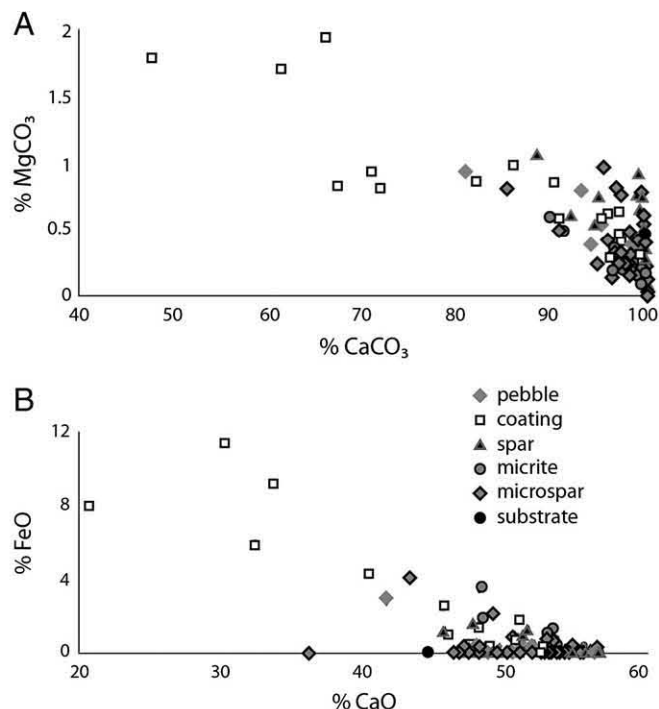 A
2
1.5
1
0.5
0
% MgCO₃
40 50 60 70 80 90 100
% CaCO₃
B
12
8
4
0
% FeO
pebble
coating
spar
micrite
microspar
substrate
20 30 40 50 60
% CaO